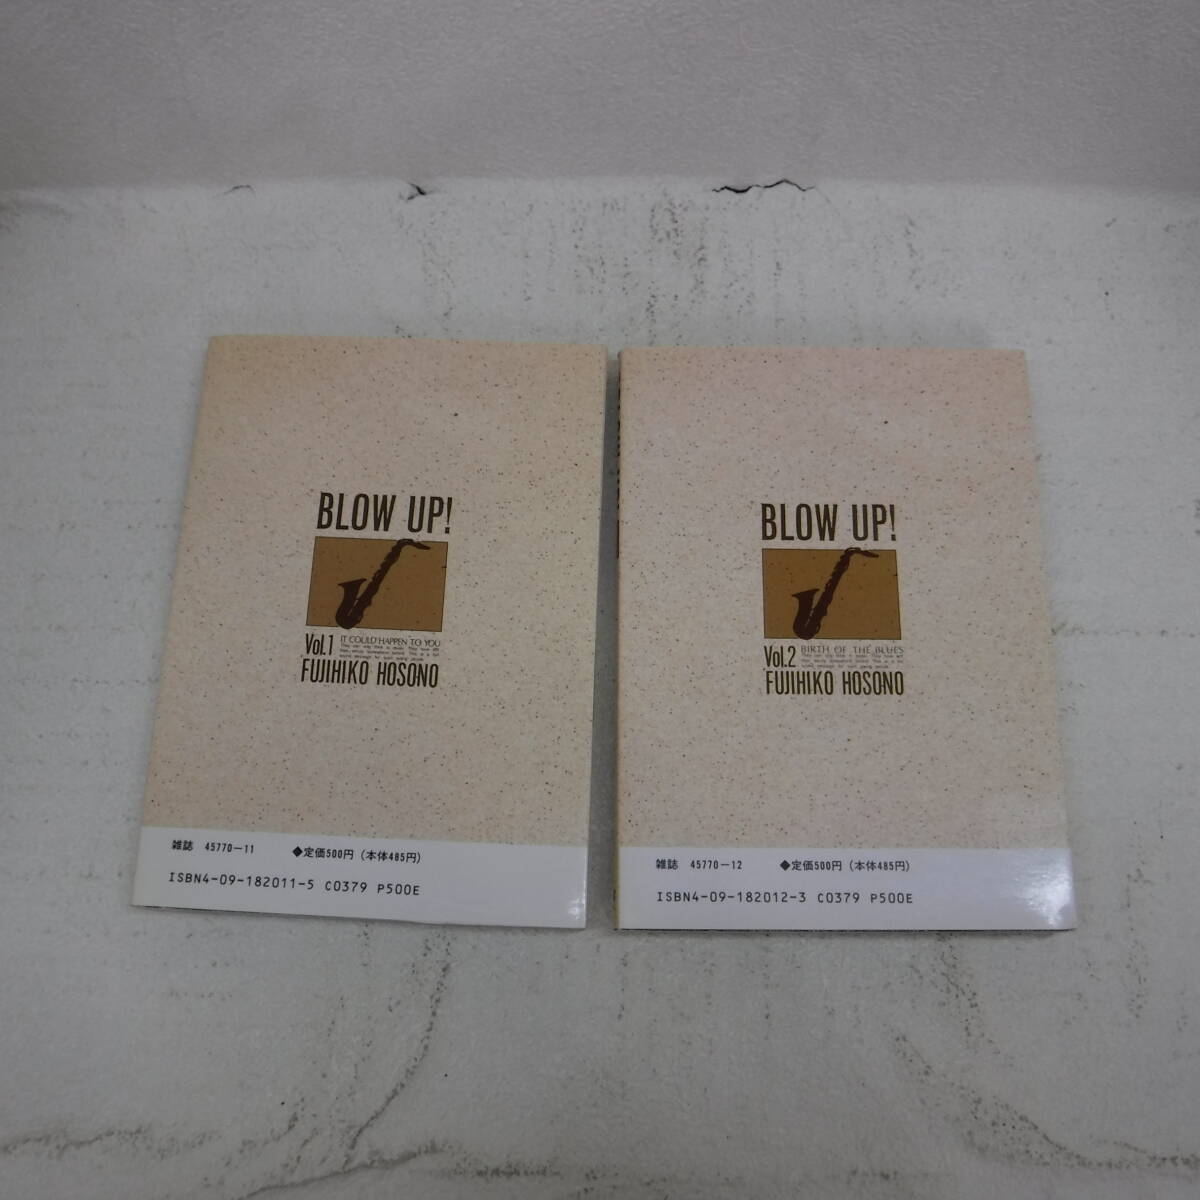 BLOW UP!
Vol.1 IT COULD HAPPEN TO YOU
FUJIHIKO HOSONO
雑誌 45770-11 ◆定価500円（本体485円）
ISBN4-09-182011-5 C0379 P500E
BLOW UP!
Vol.2 BIRTH OF THE BLUES
FUJIHIKO HOSONO
雑誌 45770-12 ◆定価500円（本体485円）
ISBN4-09-182012-3 C0379 P500E